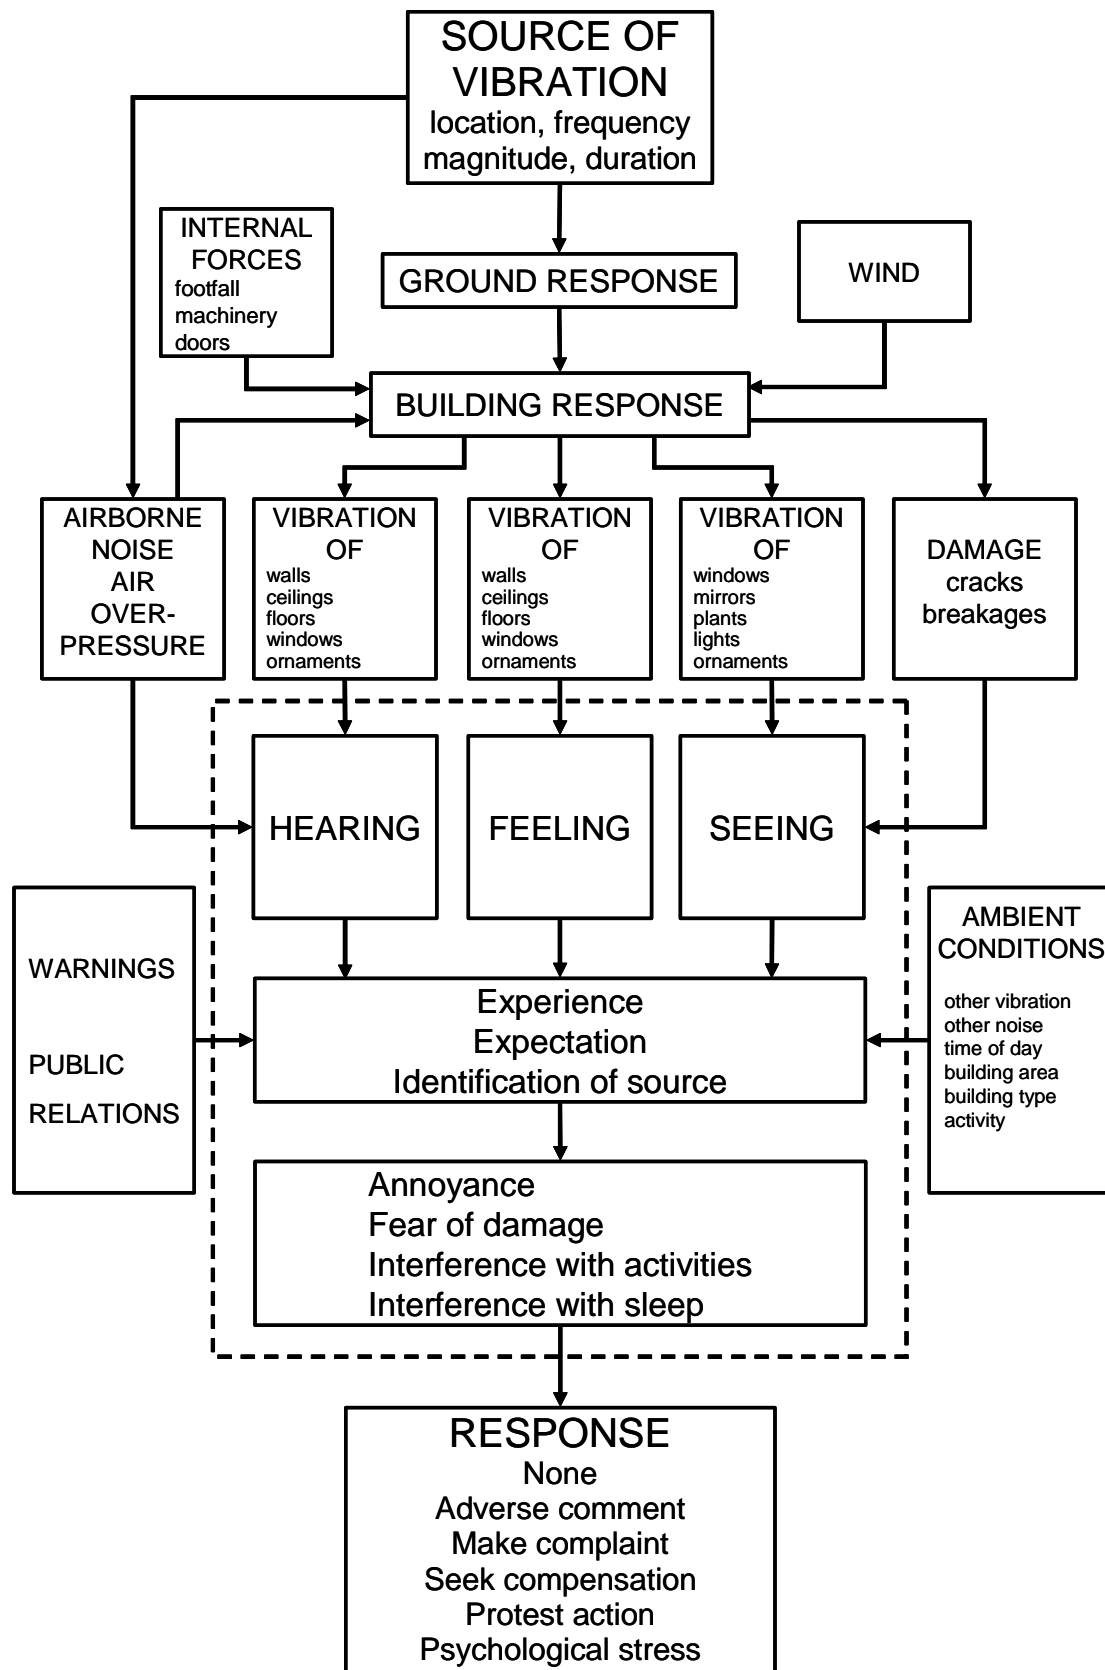 SOURCE OF
VIBRATION
location, frequency
magnitude, duration
INTERNAL
FORCES
footfall
machinery
doors
GROUND RESPONSE
WIND
BUILDING RESPONSE
AIRBORNE
NOISE
AIR
OVER-
PRESSURE
VIBRATION
OF
walls
ceilings
floors
windows
ornaments
VIBRATION
OF
walls
ceilings
floors
windows
ornaments
VIBRATION
OF
windows
mirrors
plants
lights
ornaments
DAMAGE
cracks
breakages
HEARING
FEELING
SEEING
WARNINGS
PUBLIC
RELATIONS
Experience
Expectation
Identification of source
AMBIENT
CONDITIONS
other vibration
other noise
time of day
building area
building type
activity
Annoyance
Fear of damage
Interference with activities
Interference with sleep
RESPONSE
None
Adverse comment
Make complaint
Seek compensation
Protest action
Psychological stress